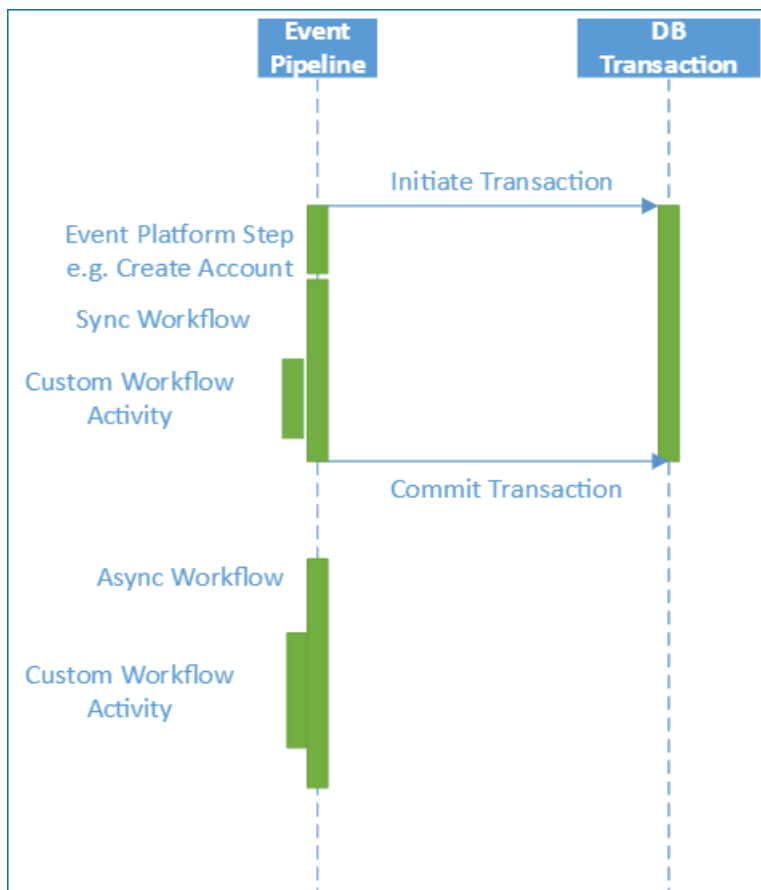 Event
Pipeline
DB
Transaction
Initiate Transaction
Event Platform Step
e.g. Create Account
Sync Workflow
Custom Workflow
Activity
Commit Transaction
Async Workflow
Custom Workflow
Activity